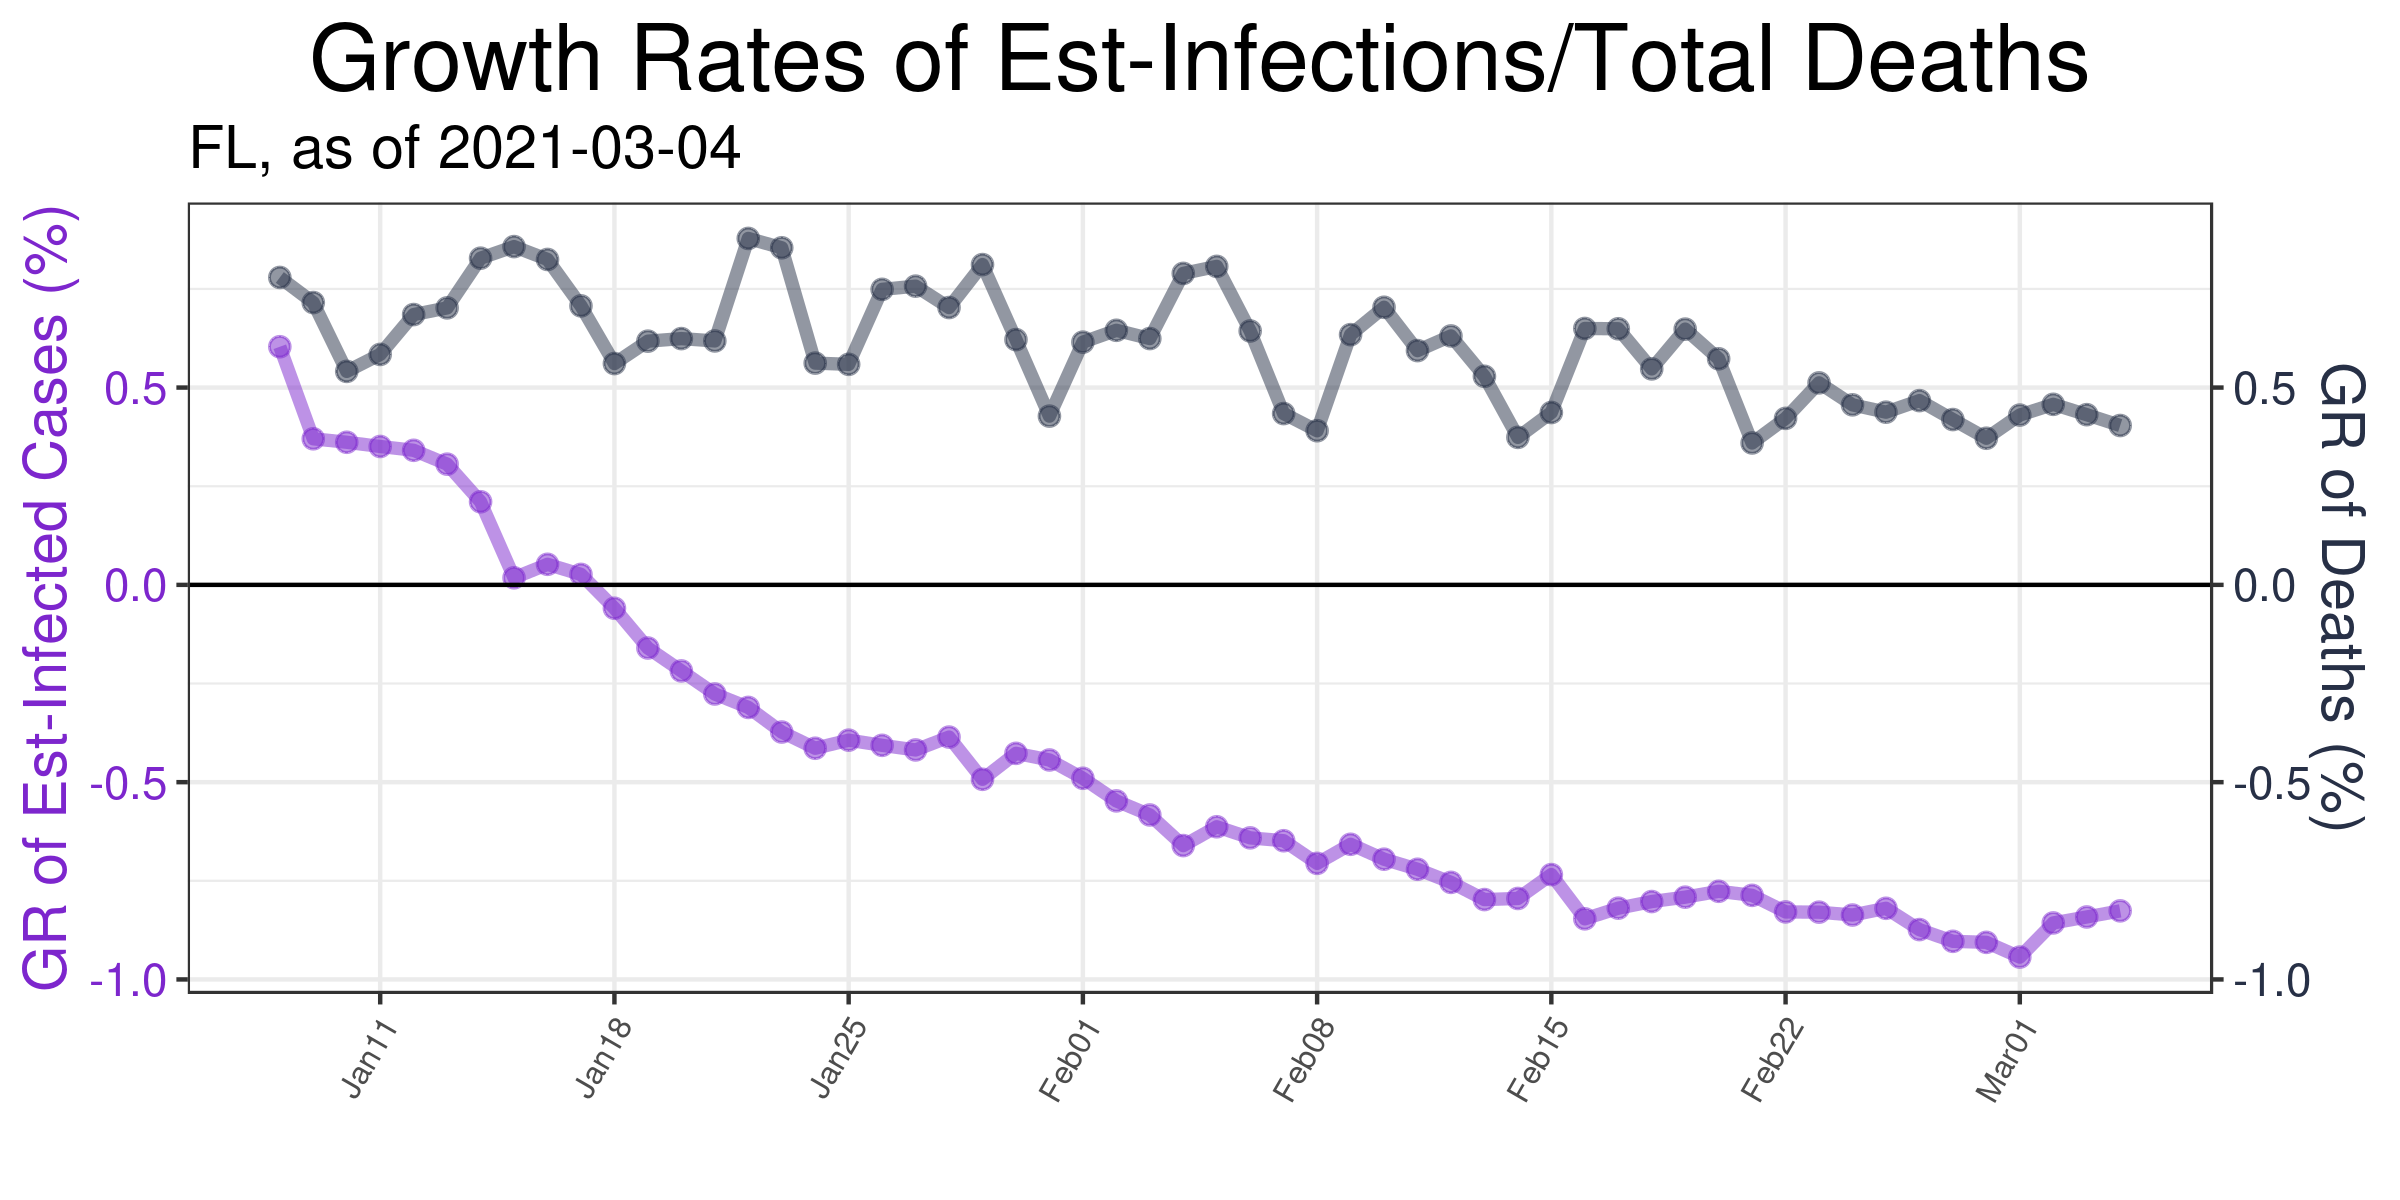 Growth Rates of Est-Infections/Total Deaths
FL, as of 2021-03-04
GR of Est-Infected Cases (%)
0.5
0.0
-0.5
-1.0
0.5
0.0
-0.5
-1.0
GR of Deaths (%)
Jan11
Jan18
Jan25
Feb01
Feb08
Feb15
Feb22
Mar01